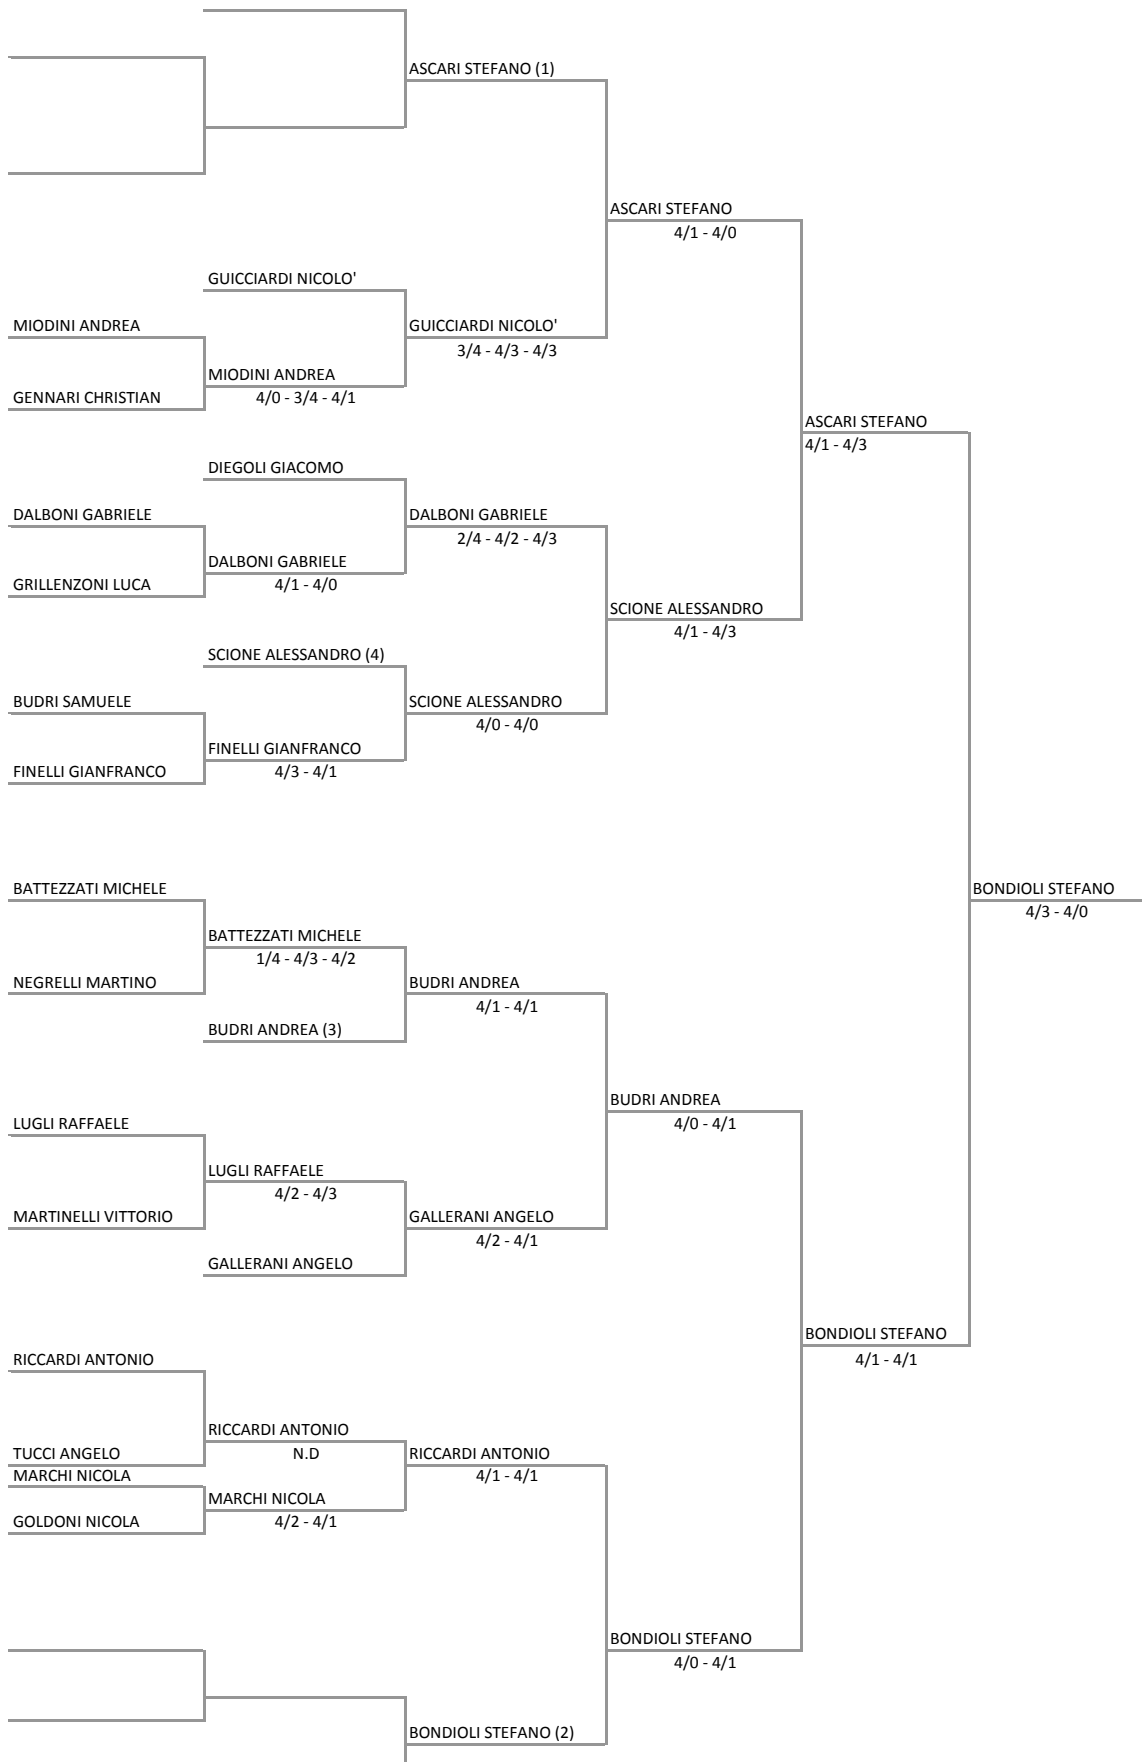 ASCARI STEFANO (1)
ASCARI STEFANO
4/1 - 4/0
GUICCIARDI NICOLO'
MIODINI ANDREA
GUICCIARDI NICOLO'
3/4 - 4/3 - 4/3
MIODINI ANDREA
GENNARI CHRISTIAN
4/0 - 3/4 - 4/1
ASCARI STEFANO
4/1 - 4/3
DIEGOLI GIACOMO
DALBONI GABRIELE
DALBONI GABRIELE
2/4 - 4/2 - 4/3
DALBONI GABRIELE
GRILLENZONI LUCA
4/1 - 4/0
SCIONE ALESSANDRO
4/1 - 4/3
SCIONE ALESSANDRO (4)
BUDRI SAMUELE
SCIONE ALESSANDRO
4/0 - 4/0
FINELLI GIANFRANCO
FINELLI GIANFRANCO
4/3 - 4/1
BATTEZZATI MICHELE
BONDIOLI STEFANO
4/3 - 4/0
BATTEZZATI MICHELE
1/4 - 4/3 - 4/2
NEGRELLI MARTINO
BUDRI ANDREA
4/1 - 4/1
BUDRI ANDREA (3)
BUDRI ANDREA
4/0 - 4/1
LUGLI RAFFAELE
LUGLI RAFFAELE
4/2 - 4/3
MARTINELLI VITTORIO
GALLERANI ANGELO
4/2 - 4/1
GALLERANI ANGELO
BONDIOLI STEFANO
4/1 - 4/1
RICCARDI ANTONIO
RICCARDI ANTONIO
N.D
TUCCI ANGELO
RICCARDI ANTONIO
4/1 - 4/1
MARCHI NICOLA
MARCHI NICOLA
4/2 - 4/1
GOLDONI NICOLA
BONDIOLI STEFANO
4/0 - 4/1
BONDIOLI STEFANO (2)